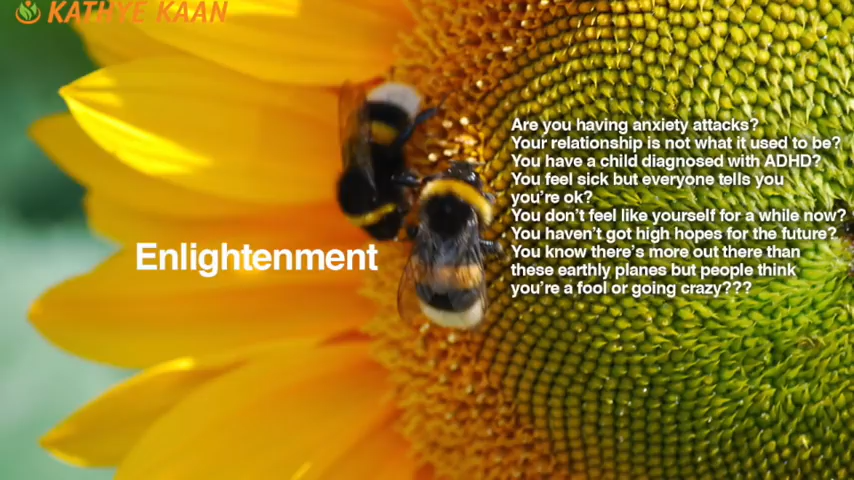 KATHYE KAAN
Enlightenment
Are you having anxiety attacks?
Your relationship is not what it used to be?
You have a child diagnosed with ADHD?
You feel sick but everyone tells you
you're ok?
You don't feel like yourself for a while now?
You haven't got high hopes for the future?
You know there's more out there than
these earthly planes but people think
you're a fool or going crazy???